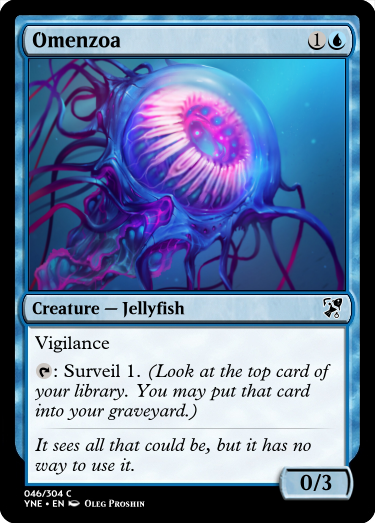 Omenzoa 1
Creature — Jellyfish
Vigilance
: Surveil 1. (Look at the top card of
your library. You may put that card
into your graveyard.)
It sees all that could be, but it has no
way to use it.
0/3
046/304 C
YNE • EN Oleg Proshin